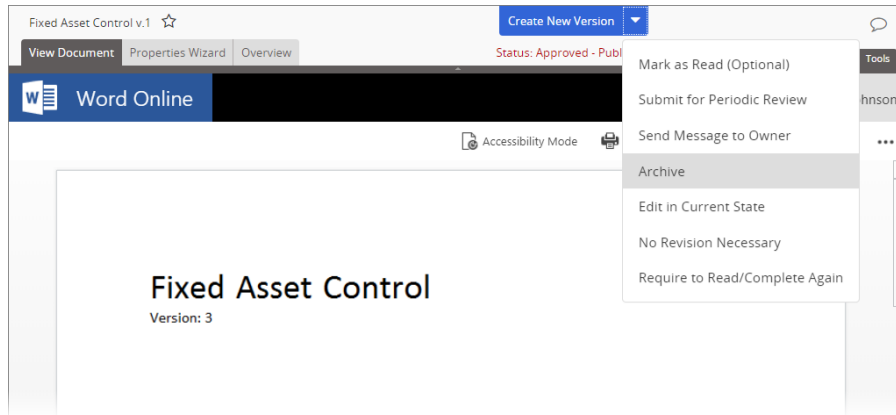 Fixed Asset Control v.1
Create New Version
View Document Properties Wizard Overview
Status: Approved - Publ
Tools
Mark as Read (Optional)
Word Online
Submit for Periodic Review
hnson
Send Message to Owner
Accessibility Mode
Archive
Edit in Current State
No Revision Necessary
Require to Read/Complete Again
Fixed Asset Control
Version: 3